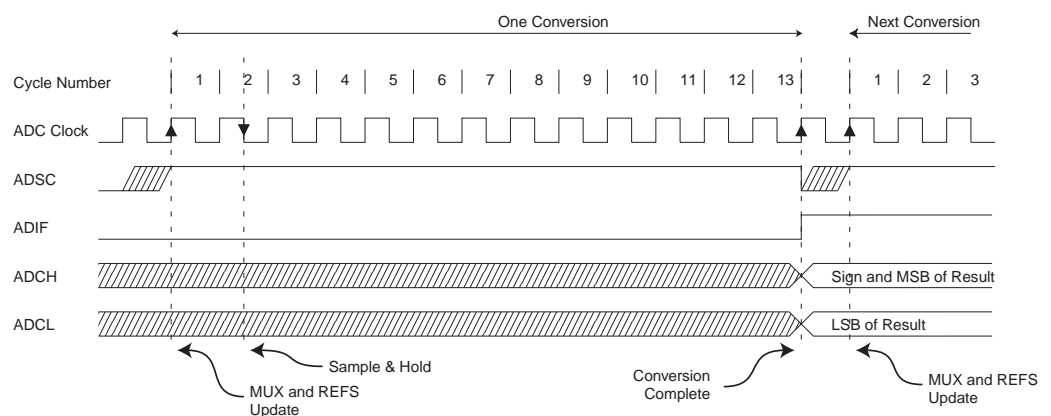 One Conversion
Next Conversion
Cycle Number
1 2 3 4 5 6 7 8 9 10 11 12 13 1 2 3
ADC Clock
ADSC
ADIF
ADCH
Sign and MSB of Result
ADCL
LSB of Result
Sample & Hold
MUX and REFS
Update
Conversion
Complete
MUX and REFS
Update